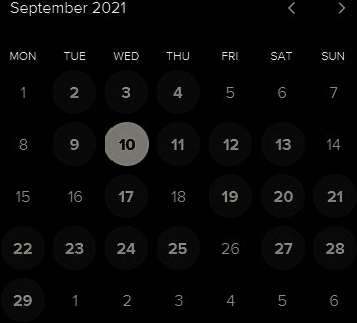 September 2021
MON TUE WED THU FRI SAT SUN
1 2 3 4 5 6 7
8 9 10 11 12 13 14
15 16 17 18 19 20 21
22 23 24 25 26 27 28
29 1 2 3 4 5 6